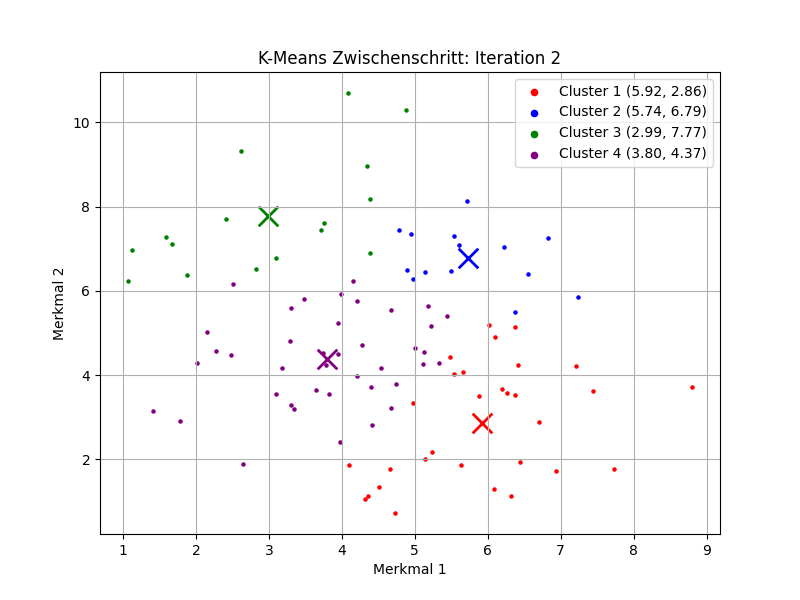 K-Means Zwischenschritt: Iteration 2
Cluster 1 (5.92, 2.86)
Cluster 2 (5.74, 6.79)
Cluster 3 (2.99, 7.77)
Cluster 4 (3.80, 4.37)
Merkmal 2
10
8
6
4
2
1 2 3 4 5 6 7 8 9
Merkmal 1